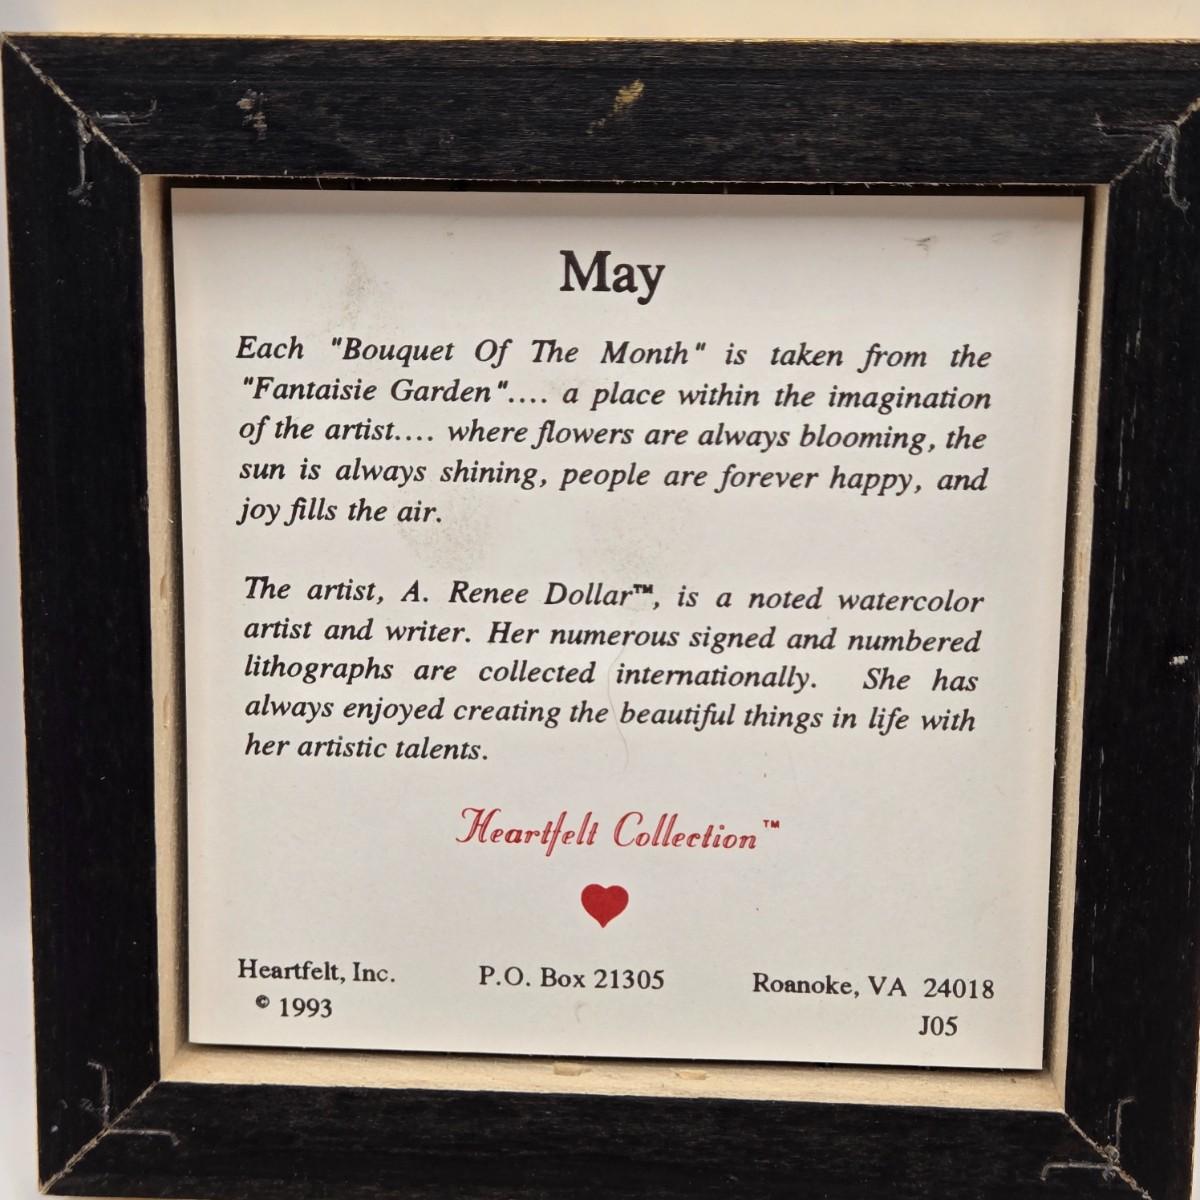 May
Each "Bouquet Of The Month" is taken from the
"Fantaisie Garden".... a place within the imagination
of the artist.... where flowers are always blooming, the
sun is always shining, people are forever happy, and
joy fills the air.
The artist, A. Renee Dollar™, is a noted watercolor
artist and writer. Her numerous signed and numbered
lithographs are collected internationally. She has
always enjoyed creating the beautiful things in life with
her artistic talents.
Heartfelt Collection™
Heartfelt, Inc. P.O. Box 21305 Roanoke, VA 24018
© 1993 J05